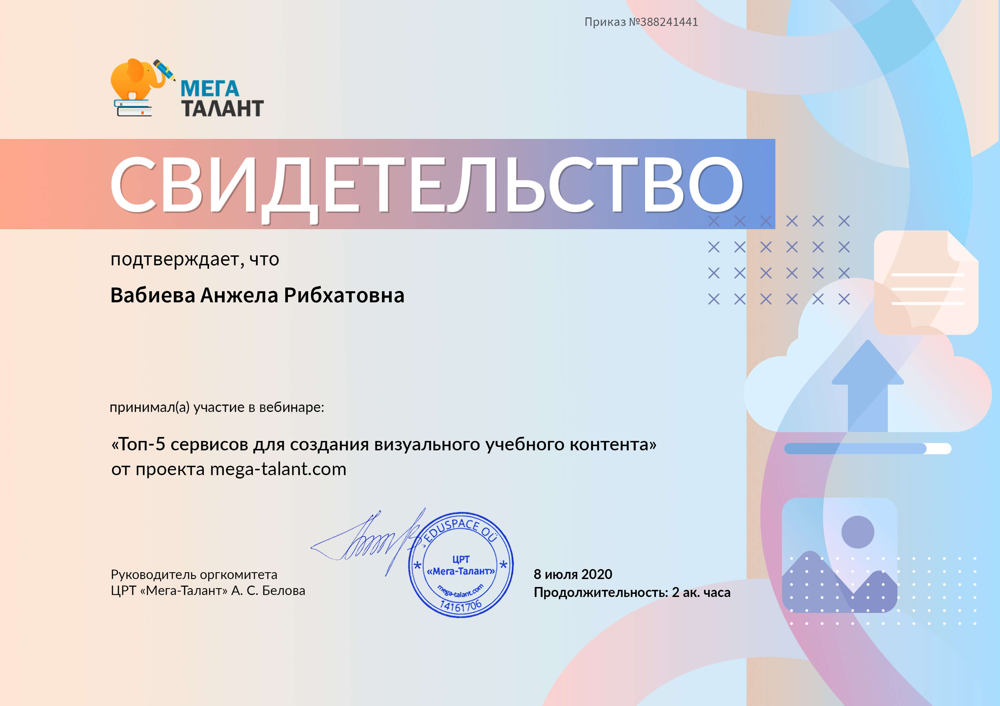 Приказ №388241441
МЕГА
ТАЛАНТ
СВИДЕТЕЛЬСТВО
подтверждает, что
Вабиева Анжела Рибхатовна
принимал(а) участие в вебинаре:
«Топ-5 сервисов для создания визуального учебного контента»
от проекта mega-talant.com
EDUSPACE OÜ
ЦРТ
«Мега-Талант»
mega-talant.com
14161706
Руководитель оргкомитета
ЦРТ «Мега-Талант» А. С. Белова
8 июля 2020
Продолжительность: 2 ак. часа